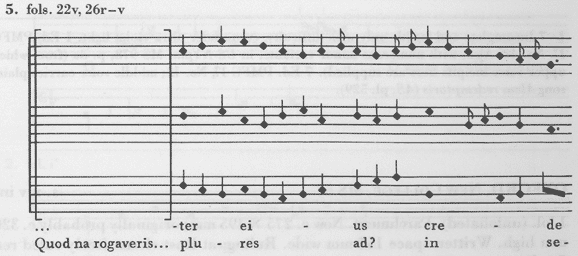 5. fols. 22v, 26r–v
... -ter ei - us cre de
Quod na rogaveris... plu - res ad? in se-